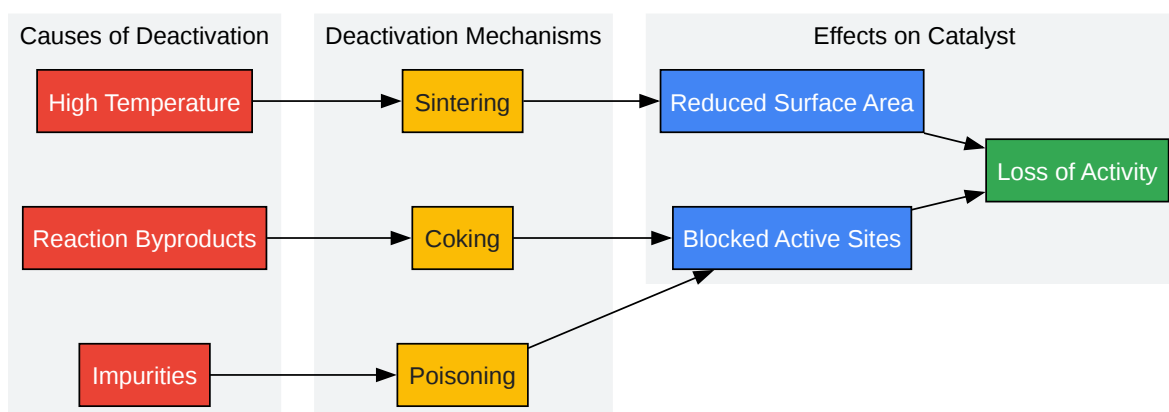 Causes of Deactivation
Deactivation Mechanisms
Effects on Catalyst
High Temperature
Sintering
Reduced Surface Area
Loss of Activity
Reaction Byproducts
Coking
Blocked Active Sites
Impurities
Poisoning